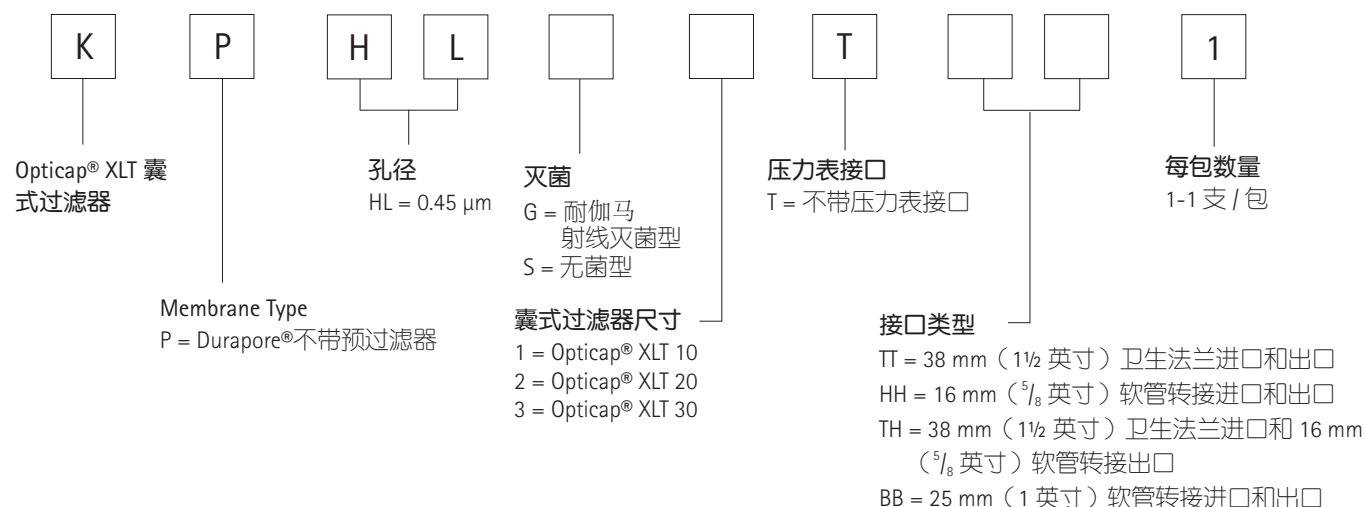 K P H L T 1
Opticap® XLT 囊
式过滤器
孔径
HL = 0.45 µm
灭菌
G = 耐伽马
射线灭菌型
S = 无菌型
压力表接口
T = 不带压力表接口
每包数量
1-1 支 / 包
Membrane Type
P = Durapore®不带预过滤器
囊式过滤器尺寸
1 = Opticap® XLT 10
2 = Opticap® XLT 20
3 = Opticap® XLT 30
接口类型
TT = 38 mm（1½ 英寸）卫生法兰进口和出口
HH = 16 mm（⁵/₈ 英寸）软管转接进口和出口
TH = 38 mm（1½ 英寸）卫生法兰进口和 16 mm
（⁵/₈ 英寸）软管转接出口
BB = 25 mm（1 英寸）软管转接进口和出口